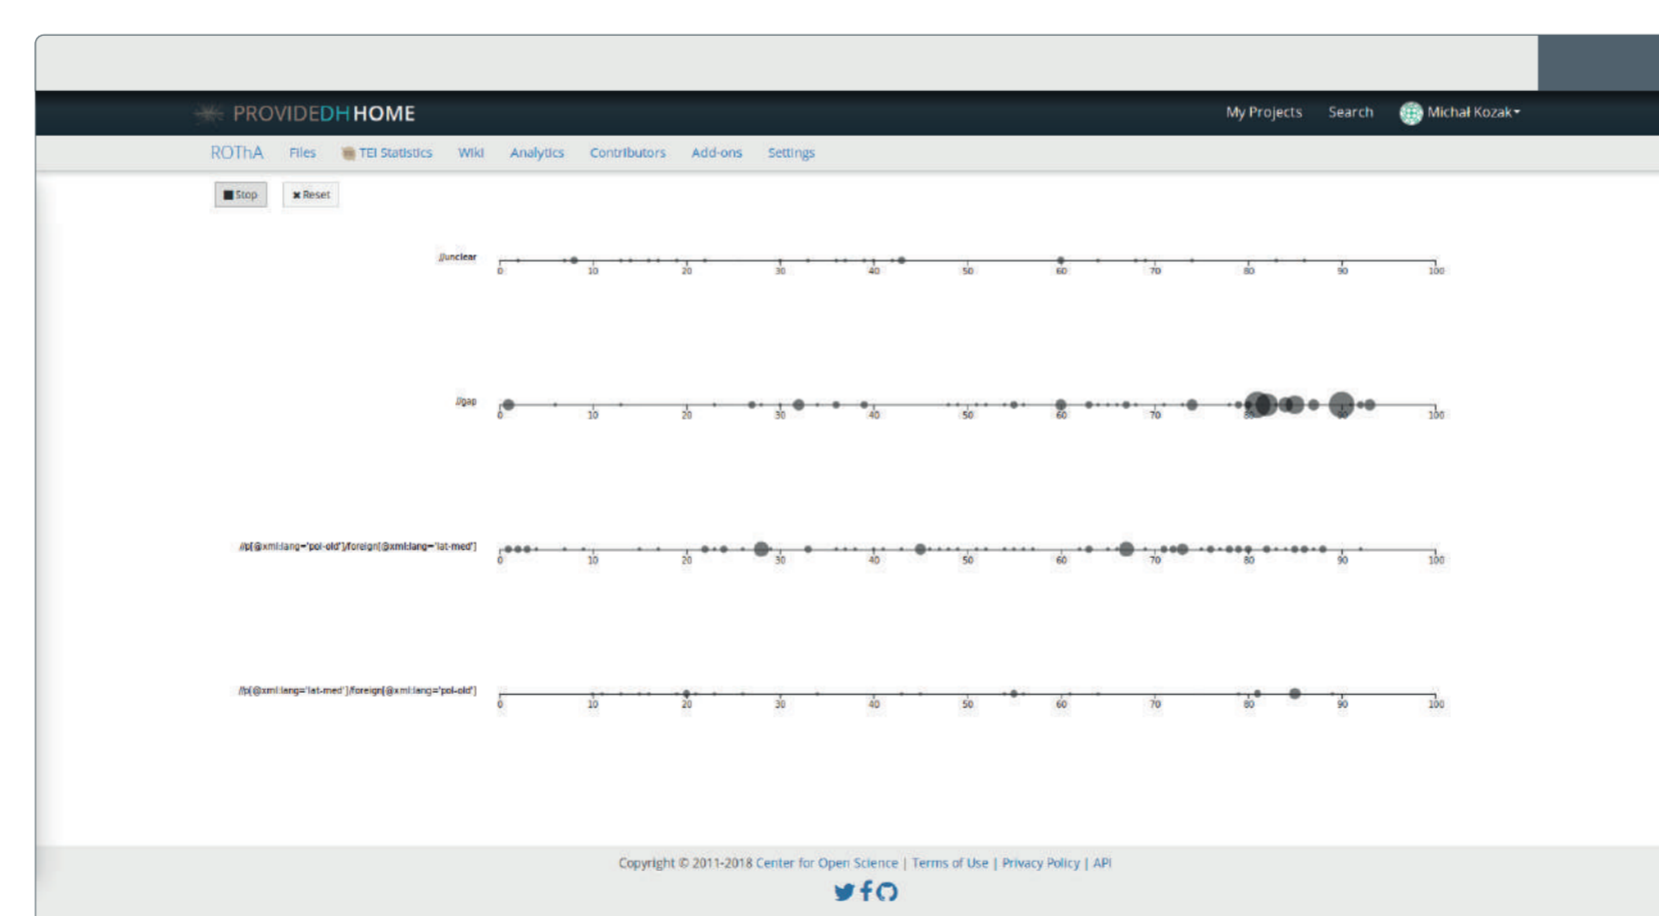 PROVIDEDH HOME My Projects Search Michał Kozak
ROThA Files TEI Statistics Wiki Analytics Contributors Add-ons Settings
Stop Reset
//unclear
0 10 20 30 40 50 60 70 80 90 100
//gap
0 10 20 30 40 50 60 70 80 90 100
//p[@xml:lang='pol-old']/foreign[@xml:lang='lat-med']
0 10 20 30 40 50 60 70 80 90 100
//p[@xml:lang='lat-med']/foreign[@xml:lang='pol-old']
0 10 20 30 40 50 60 70 80 90 100
Copyright © 2011-2018 Center for Open Science | Terms of Use | Privacy Policy | API